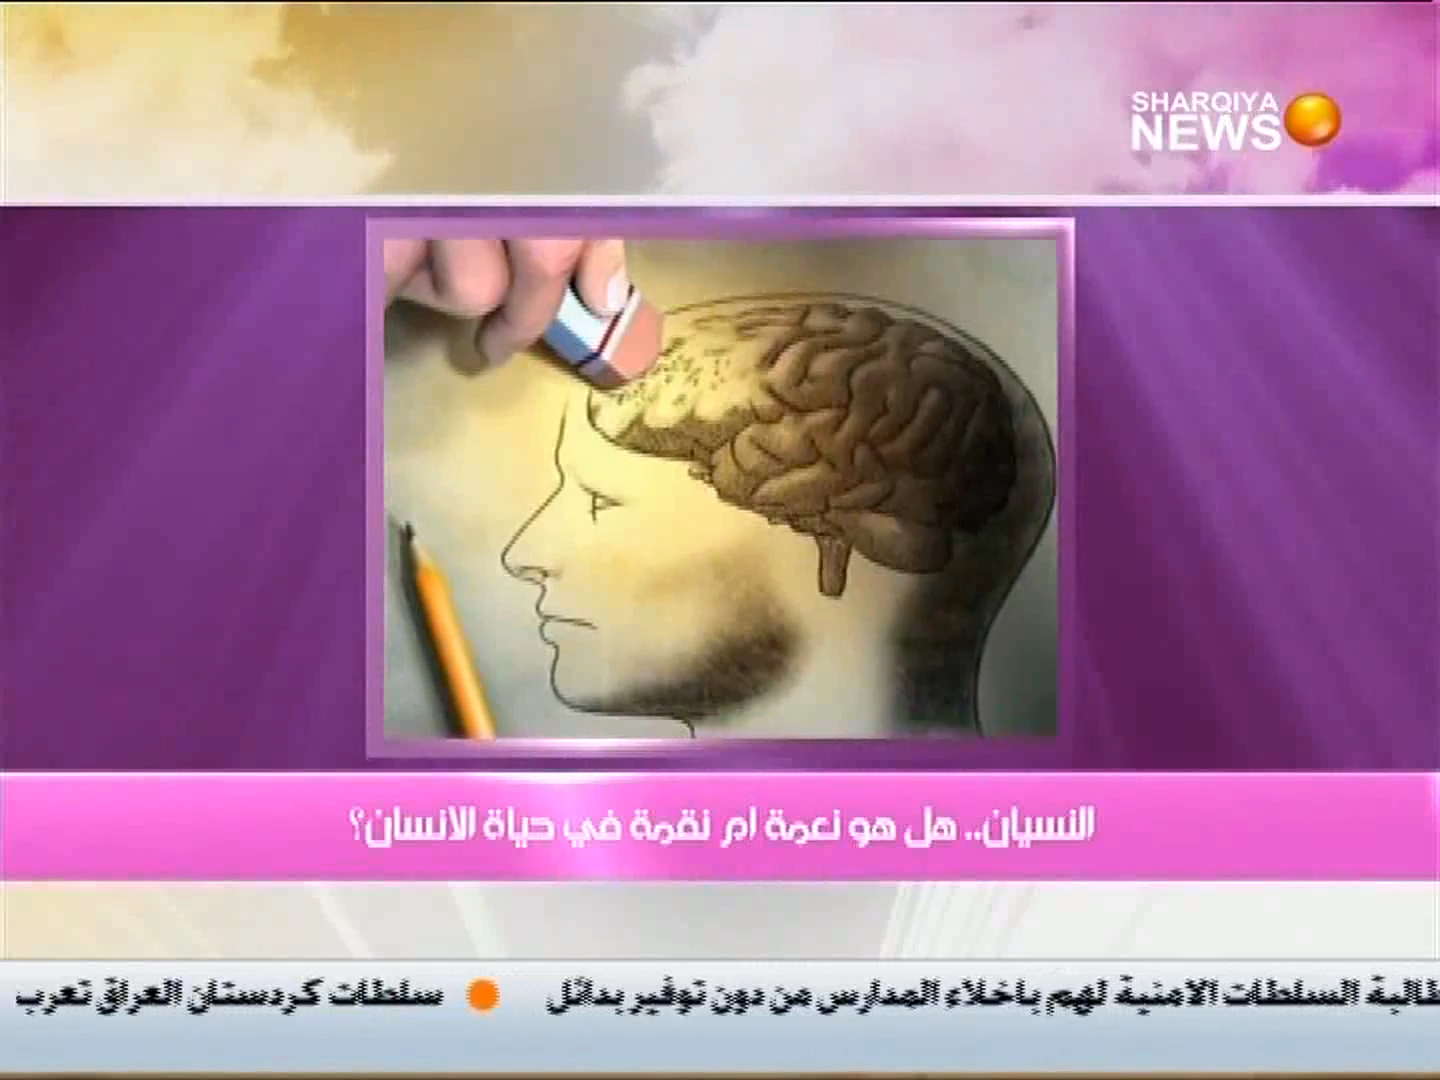 SHARQIYA
NEWS
النسيان.. هل هو نعمة ام نقمة في حياة الانسان؟
طالبة السلطات الامنية لهم باخلاء المدارس من دون توفير بدائل
سلطات كردستان العراق تعرب